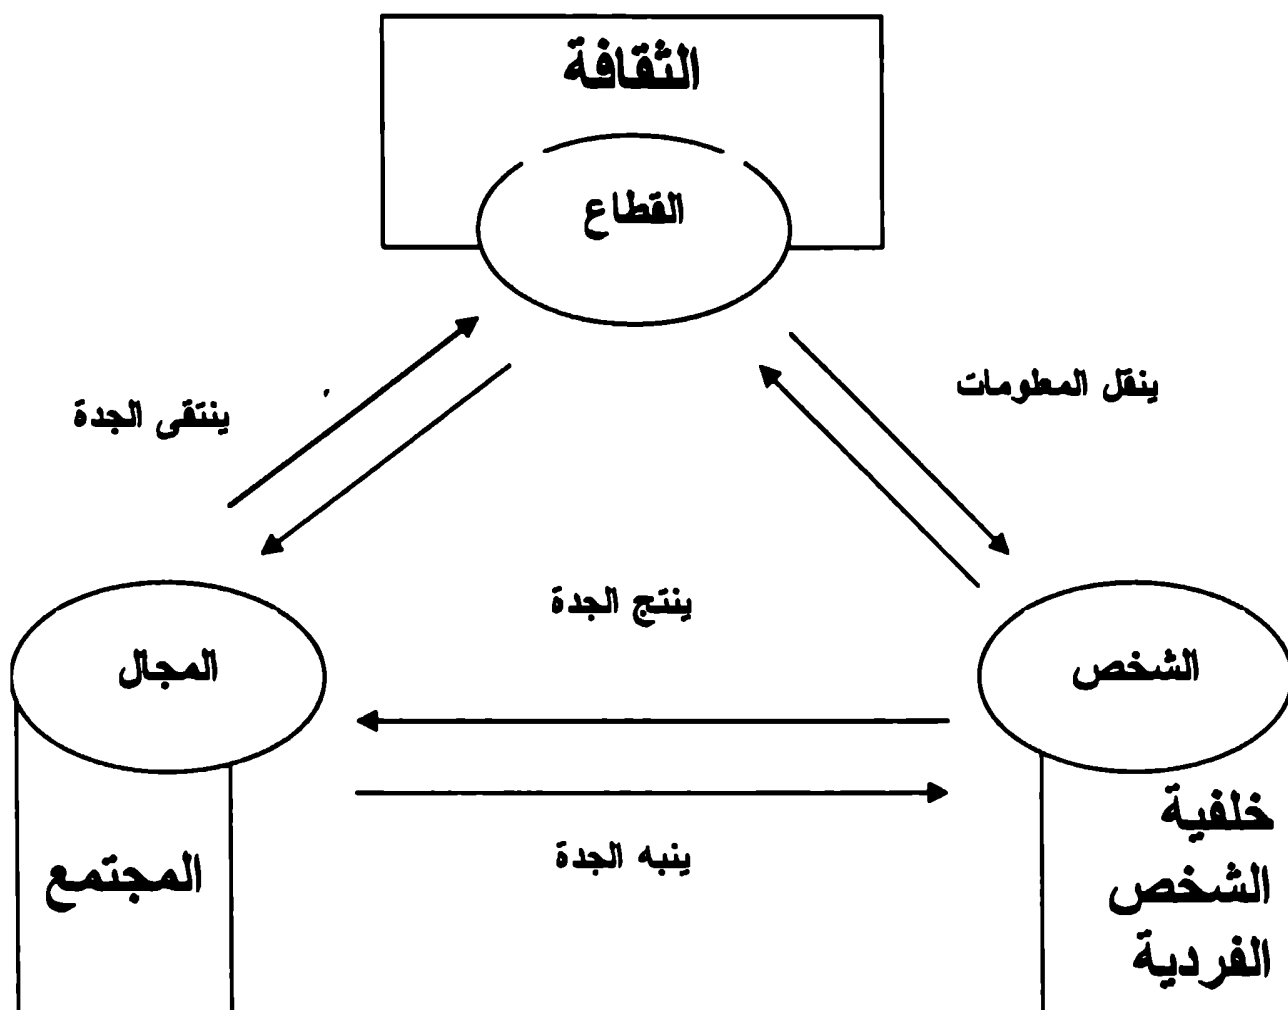 الثقافة
القطاع
ينقل المعلومات
ينتقى الجدة
ينتج الجدة
الشخص
المجال
ينبه الجدة
خلفية
الشخص
الفردية
المجتمع